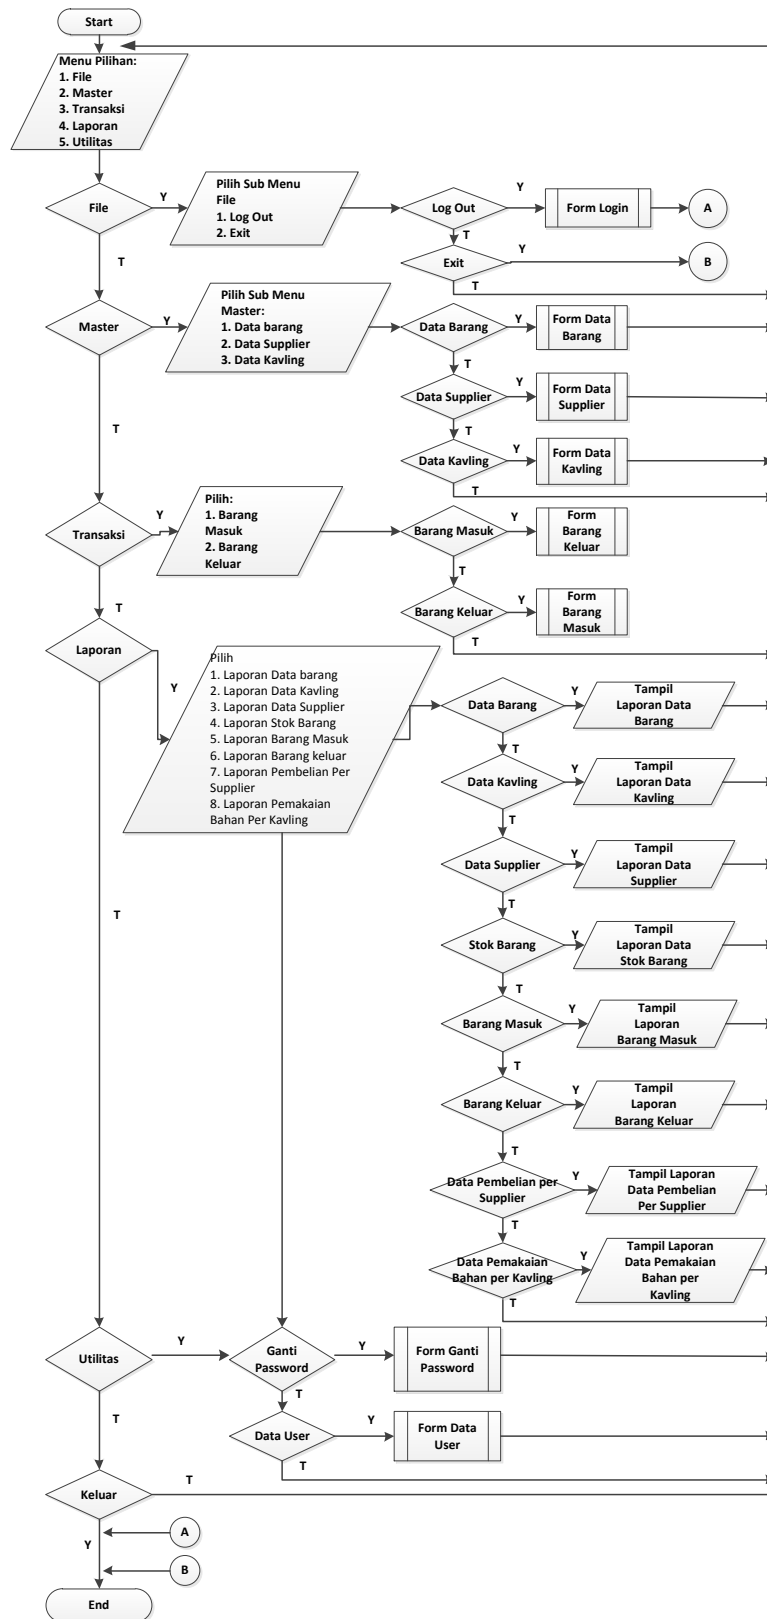 Start
Menu Pilihan:
1. File
2. Master
3. Transaksi
4. Laporan
5. Utilitas
File
Y
T
Pilih Sub Menu
File
1. Log Out
2. Exit
Log Out
Y
T
Form Login
A
Exit
Y
T
B
Master
Y
T
Pilih Sub Menu
Master:
1. Data barang
2. Data Supplier
3. Data Kavling
Data Barang
Y
T
Form Data
Barang
Data Supplier
Y
T
Form Data
Supplier
Data Kavling
Y
T
Form Data
Kavling
Transaksi
Y
T
Pilih:
1. Barang
Masuk
2. Barang
Keluar
Barang Masuk
Y
T
Form
Barang
Keluar
Barang Keluar
Y
T
Form
Barang
Masuk
Laporan
Y
T
Pilih
1. Laporan Data barang
2. Laporan Data Kavling
3. Laporan Data Supplier
4. Laporan Stok Barang
5. Laporan Barang Masuk
6. Laporan Barang keluar
7. Laporan Pembelian Per
Supplier
8. Laporan Pemakaian
Bahan Per Kavling
Data Barang
Y
T
Tampil
Laporan Data
Barang
Data Kavling
Y
T
Tampil
Laporan Data
Kavling
Data Supplier
Y
T
Tampil
Laporan Data
Supplier
Stok Barang
Y
T
Tampil
Laporan Data
Stok Barang
Barang Masuk
Y
T
Tampil
Laporan
Barang Masuk
Barang Keluar
Y
T
Tampil
Laporan
Barang Keluar
Data Pembelian per
Supplier
Y
T
Tampil Laporan
Data Pembelian
Per Supplier
Data Pemakaian
Bahan per Kavling
Y
T
Tampil Laporan
Data Pemakaian
Bahan per
Kavling
Utilitas
Y
T
Ganti
Password
Y
T
Form Ganti
Password
Data User
Y
T
Form Data
User
Keluar
T
Y
A
B
End